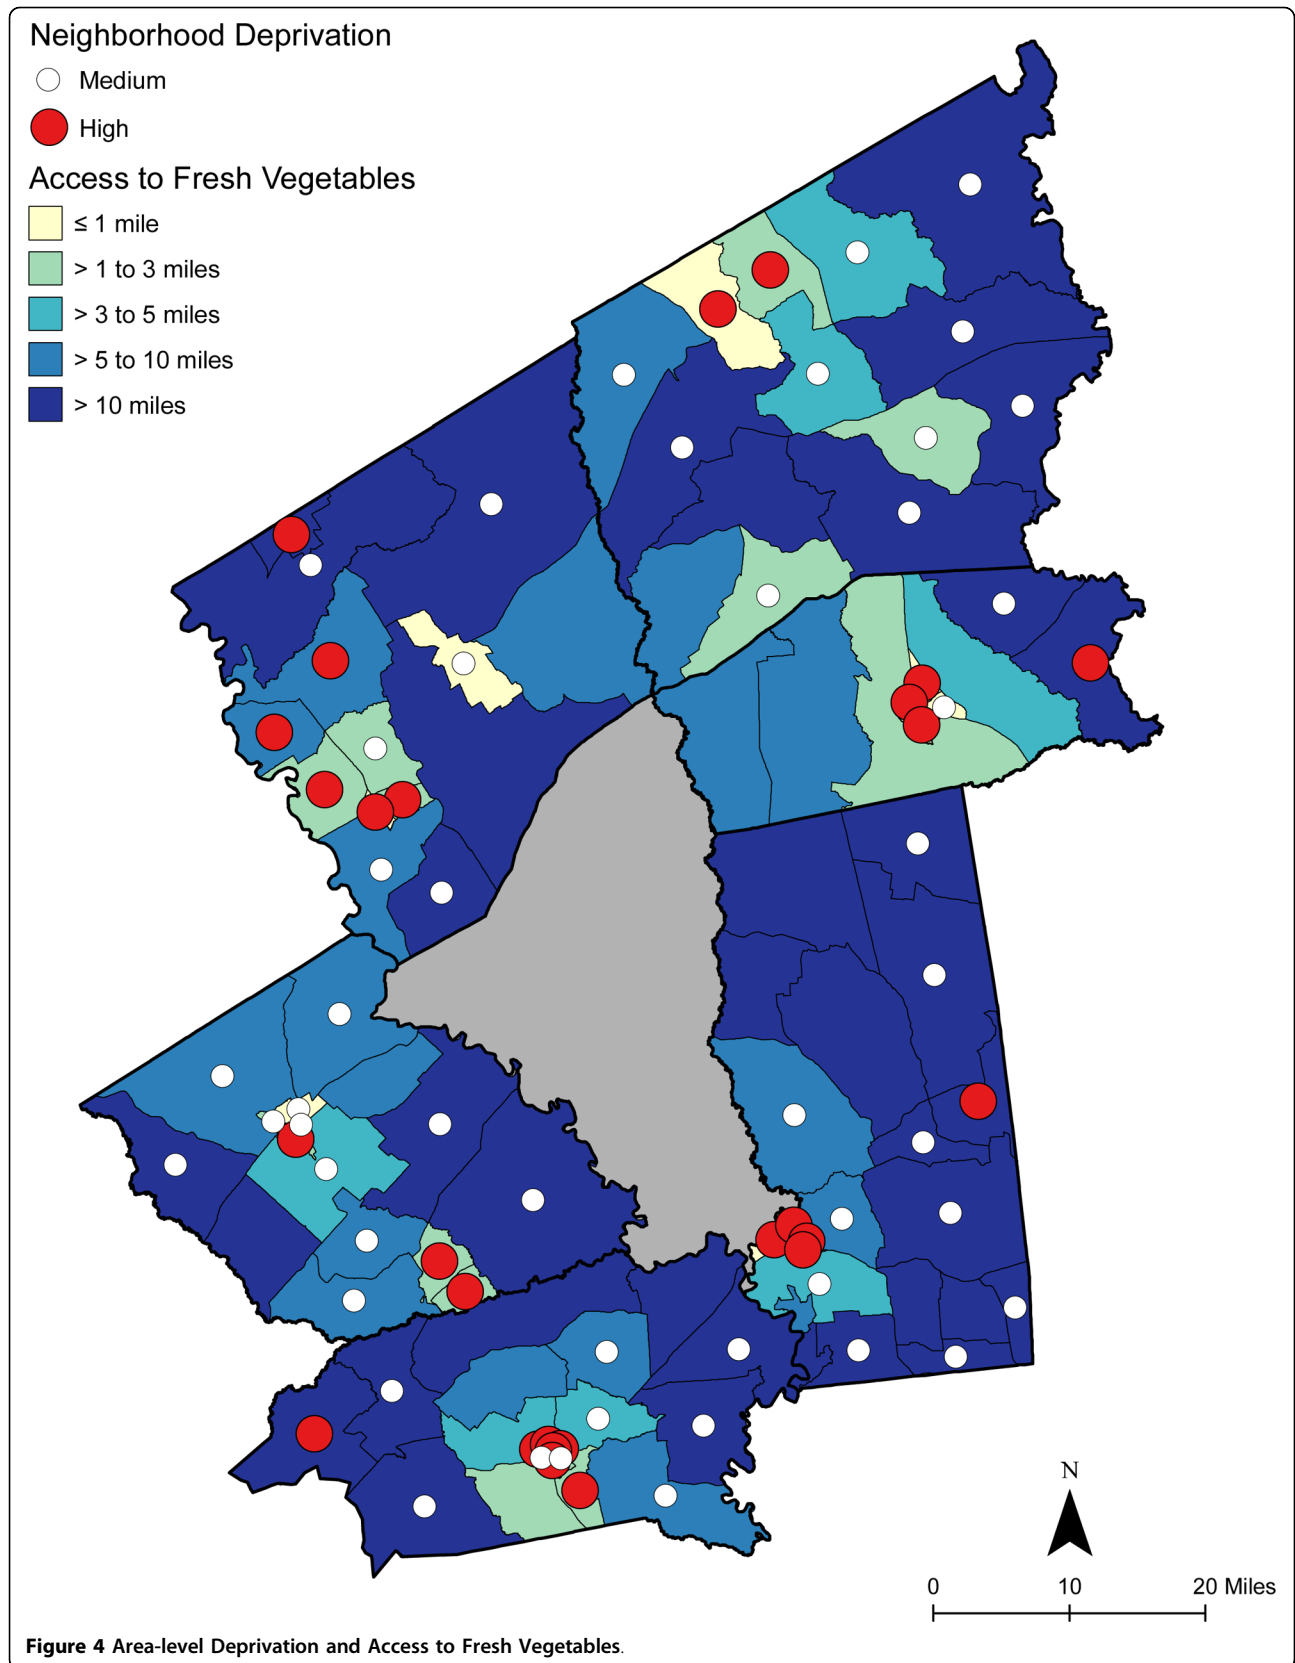 Neighborhood Deprivation
Medium
High
Access to Fresh Vegetables
≤ 1 mile
> 1 to 3 miles
> 3 to 5 miles
> 5 to 10 miles
> 10 miles
N
0 10 20 Miles
Figure 4 Area-level Deprivation and Access to Fresh Vegetables.